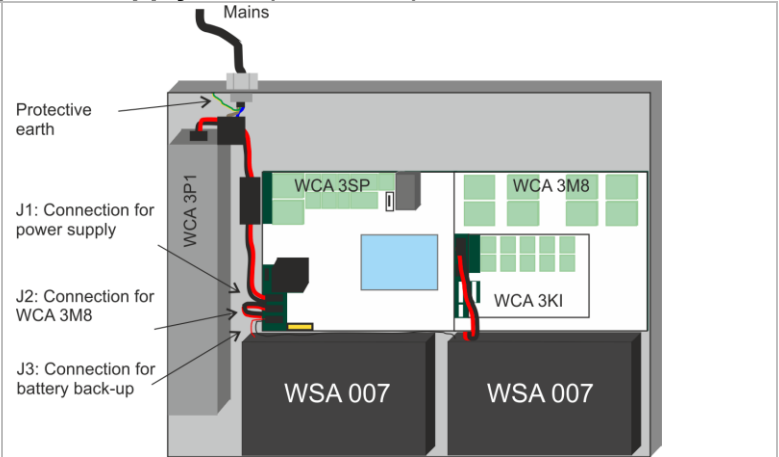 Mains
Protective
earth
WCA 3P1
WCA 3SP
WCA 3M8
J1: Connection for
power supply
J2: Connection for
WCA 3M8
WCA 3KI
J3: Connection for
battery back-up
WSA 007
WSA 007